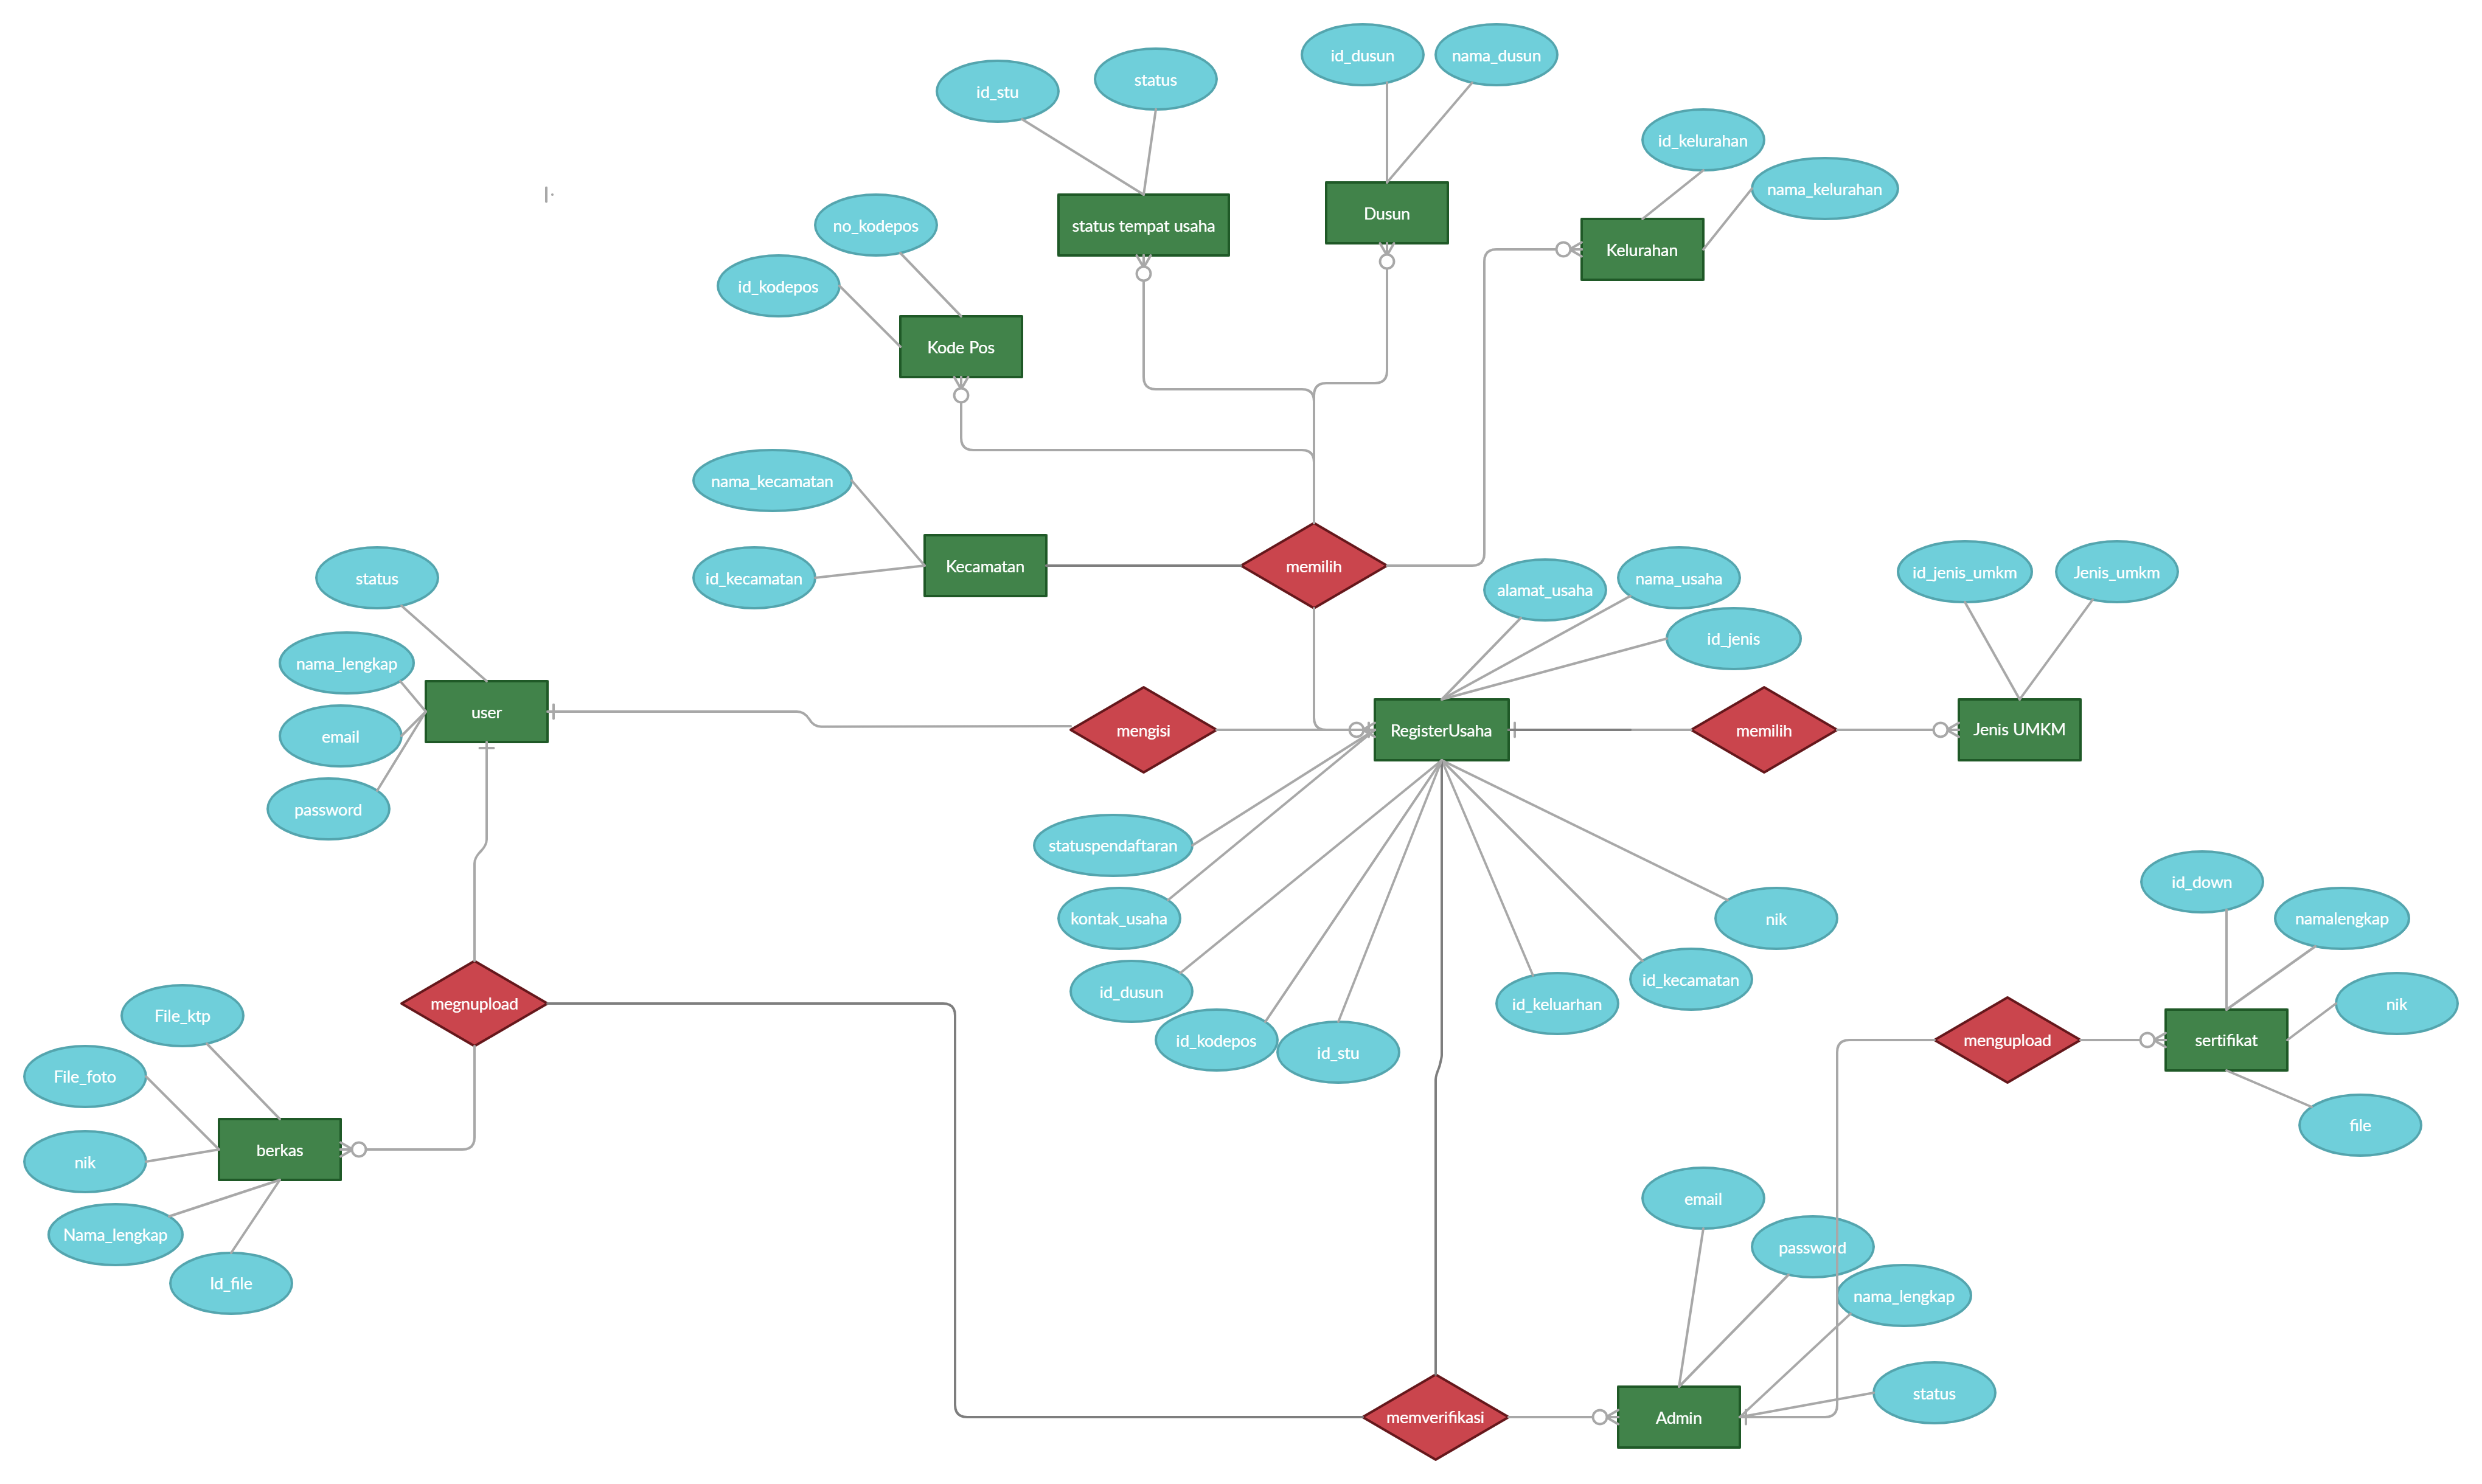 id_dusun
nama_dusun
id_stu
status
id_kelurahan
nama_kelurahan
no_kodepos
status tempat usaha
Dusun
Kelurahan
id_kodepos
Kode Pos
nama_kecamatan
id_kecamatan
Kecamatan
memilih
alamat_usaha
nama_usaha
id_jenis
id_jenis_umkm
Jenis_umkm
status
nama_lengkap
email
password
user
mengisi
RegisterUsaha
memilih
Jenis UMKM
statuspendaftaran
kontak_usaha
id_dusun
id_kodepos
id_stu
id_keluarhan
id_kecamatan
nik
id_down
namalengkap
nik
mengupload
sertifikat
file
megnupload
File_ktp
File_foto
nik
berkas
Nama_lengkap
Id_file
email
password
nama_lengkap
status
memverifikasi
Admin